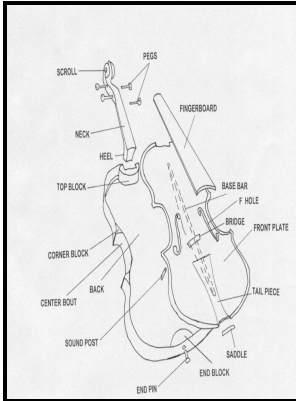 SCROLL
PEGS
FINGERBOARD
NECK
HEEL
TOP BLOCK
BASE BAR
F HOLE
BRIDGE
FRONT PLATE
CORNER BLOCK
BACK
CENTER BOUT
TAIL PIECE
SOUND POST
SADDLE
END BLOCK
END PIN